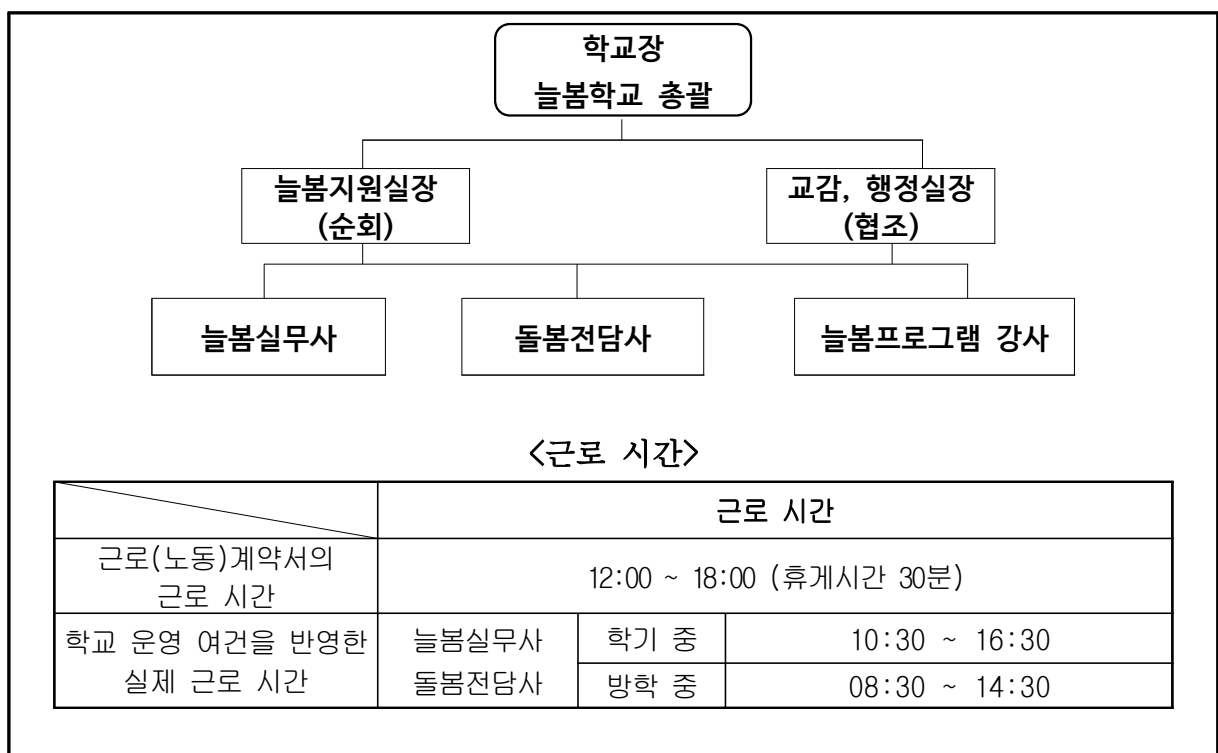 학교장
늘봄학교 총괄
늘봄지원실장
(순회)
교감, 행정실장
(협조)
늘봄실무사
돌봄전담사
늘봄프로그램 강사
<근로 시간>
근로 시간
근로(노동)계약서의
근로 시간
12:00 ~ 18:00 (휴게시간 30분)
학교 운영 여건을 반영한
실제 근로 시간
늘봄실무사
돌봄전담사
학기 중
10:30 ~ 16:30
방학 중
08:30 ~ 14:30